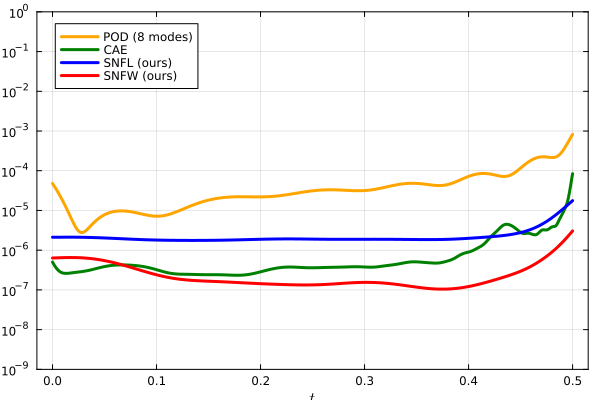 10⁰
10⁻¹
10⁻²
10⁻³
10⁻⁴
10⁻⁵
10⁻⁶
10⁻⁷
10⁻⁸
10⁻⁹
POD (8 modes)
CAE
SNFL (ours)
SNFW (ours)
0.0 0.1 0.2 0.3 0.4 0.5
t